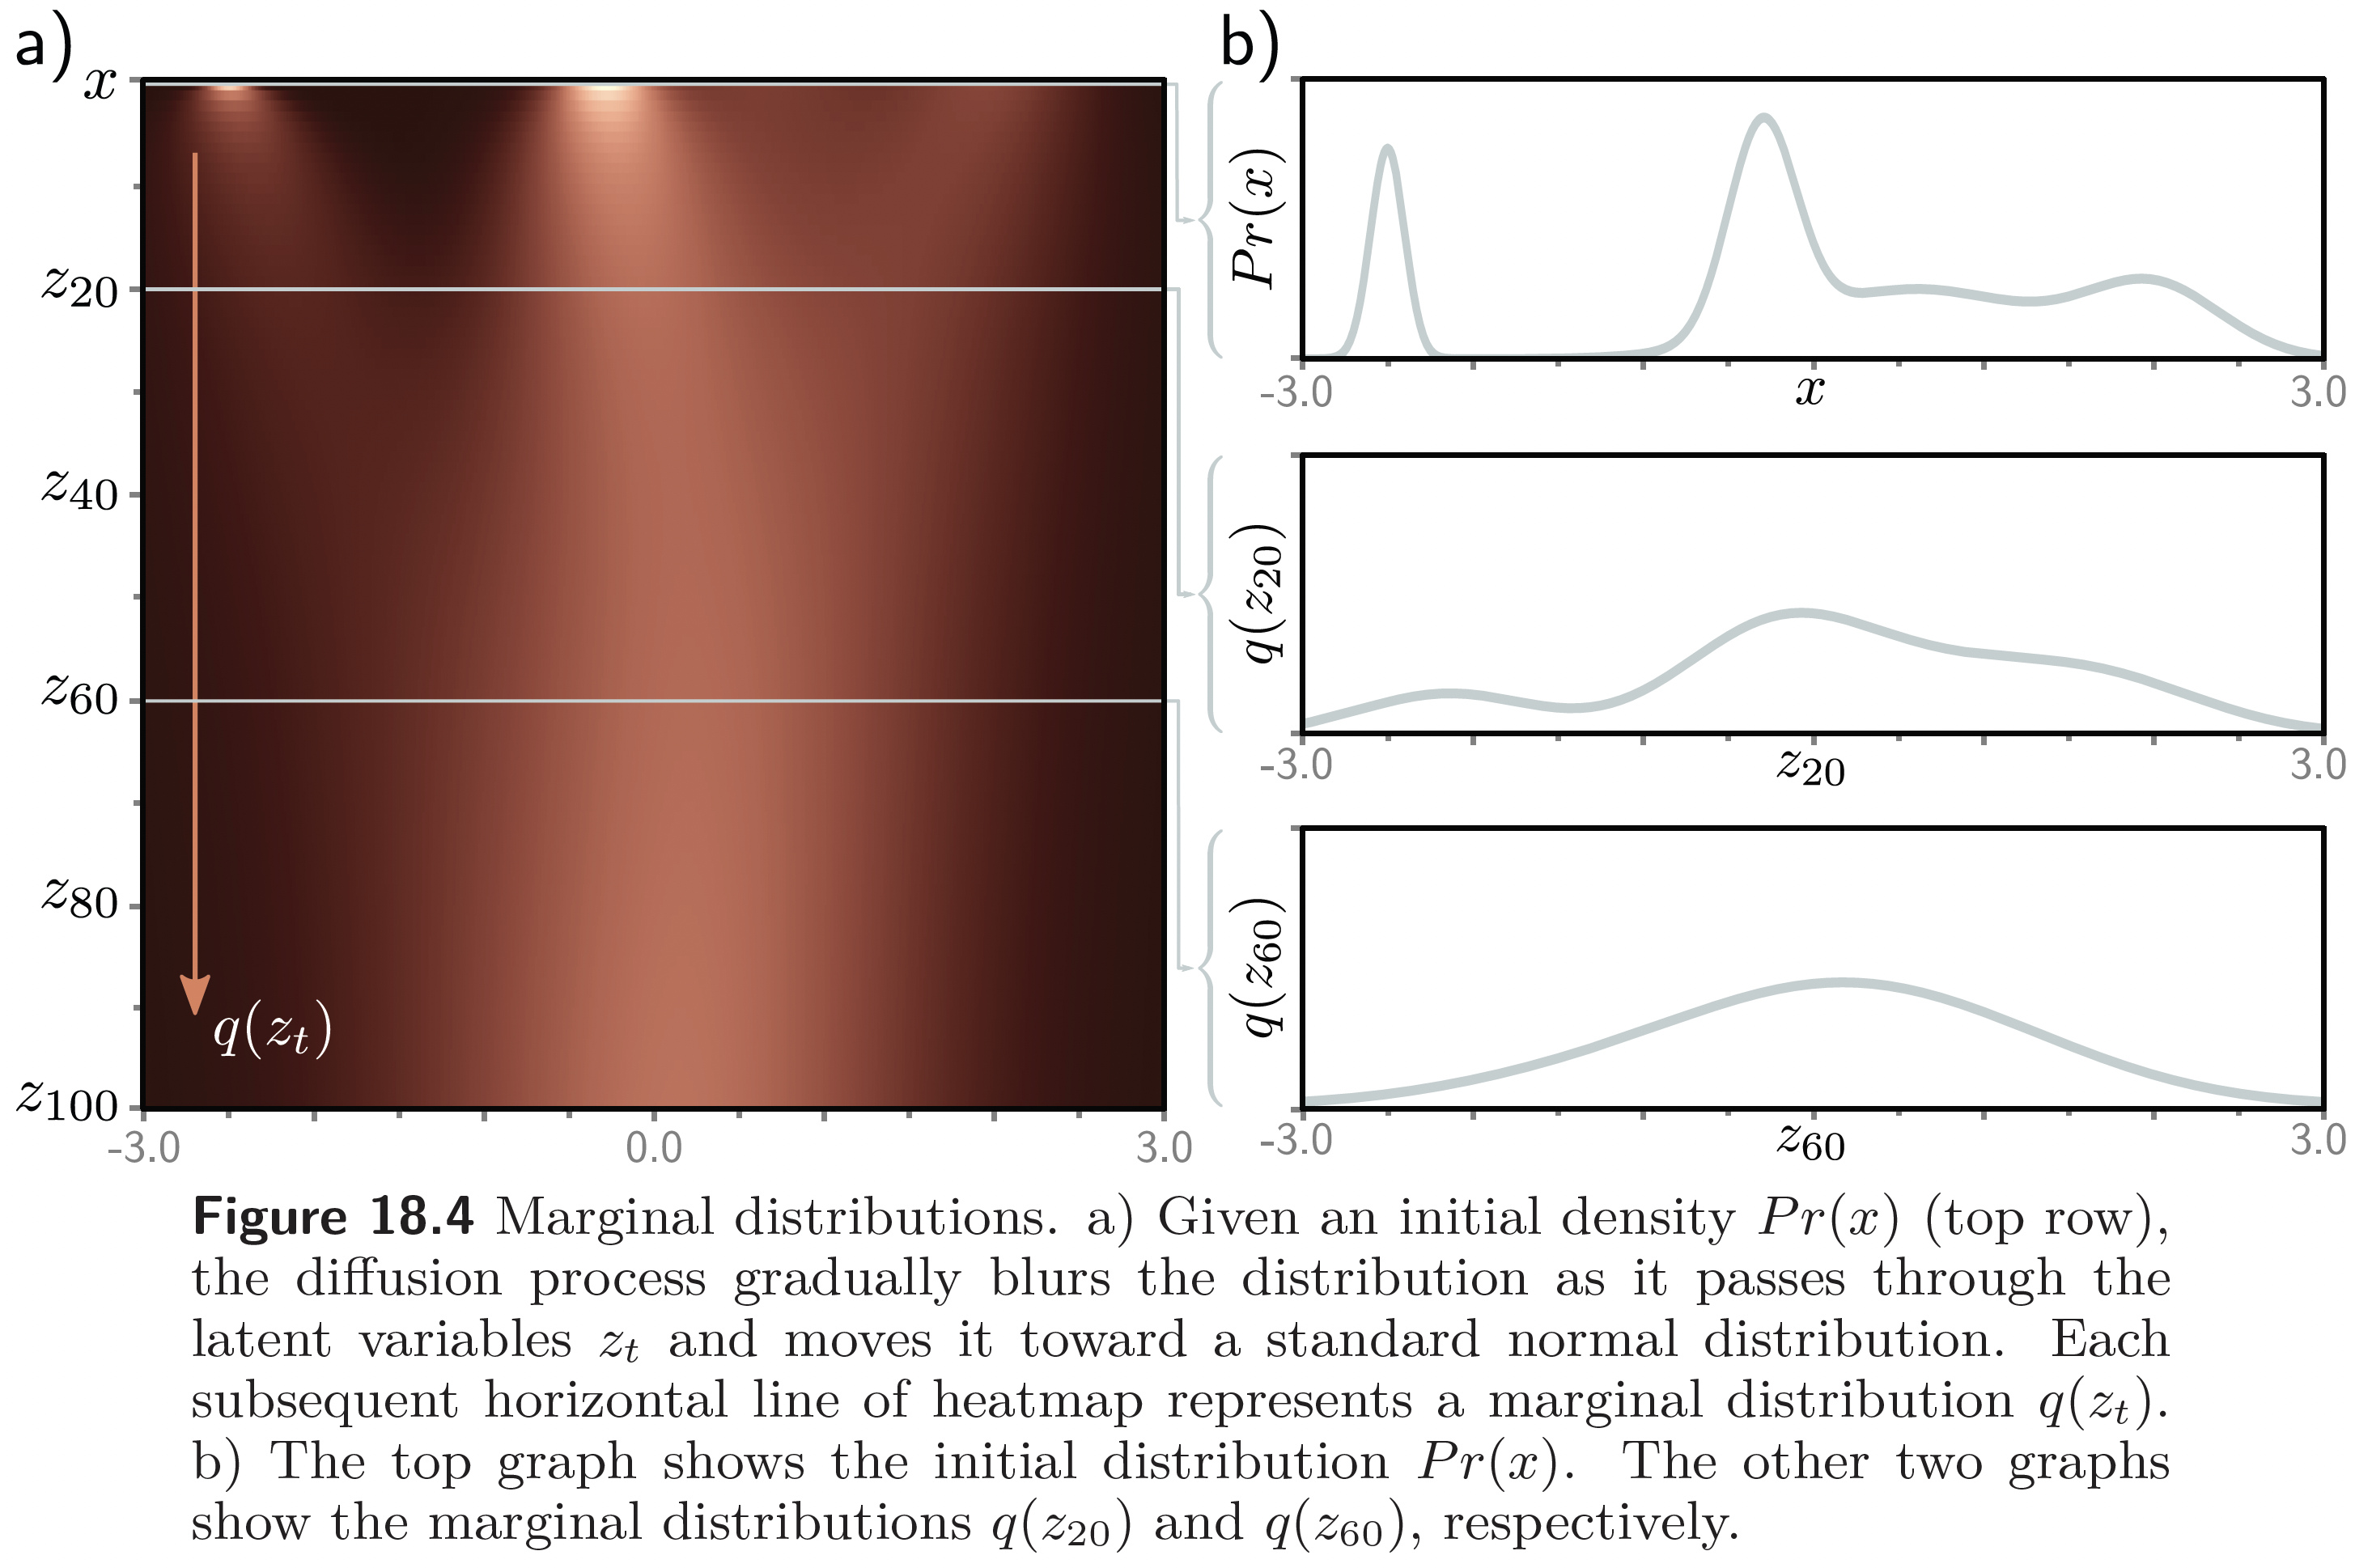 a)
x
z20
z40
z60
z80
z100
q(zt)
-3.0 0.0 3.0
b)
Pr(x)
-3.0 x 3.0
q(z20)
-3.0 z20 3.0
q(z60)
-3.0 z60 3.0
Figure 18.4 Marginal distributions. a) Given an initial density Pr(x) (top row),
the diffusion process gradually blurs the distribution as it passes through the
latent variables zt and moves it toward a standard normal distribution. Each
subsequent horizontal line of heatmap represents a marginal distribution q(zt).
b) The top graph shows the initial distribution Pr(x). The other two graphs
show the marginal distributions q(z20) and q(z60), respectively.